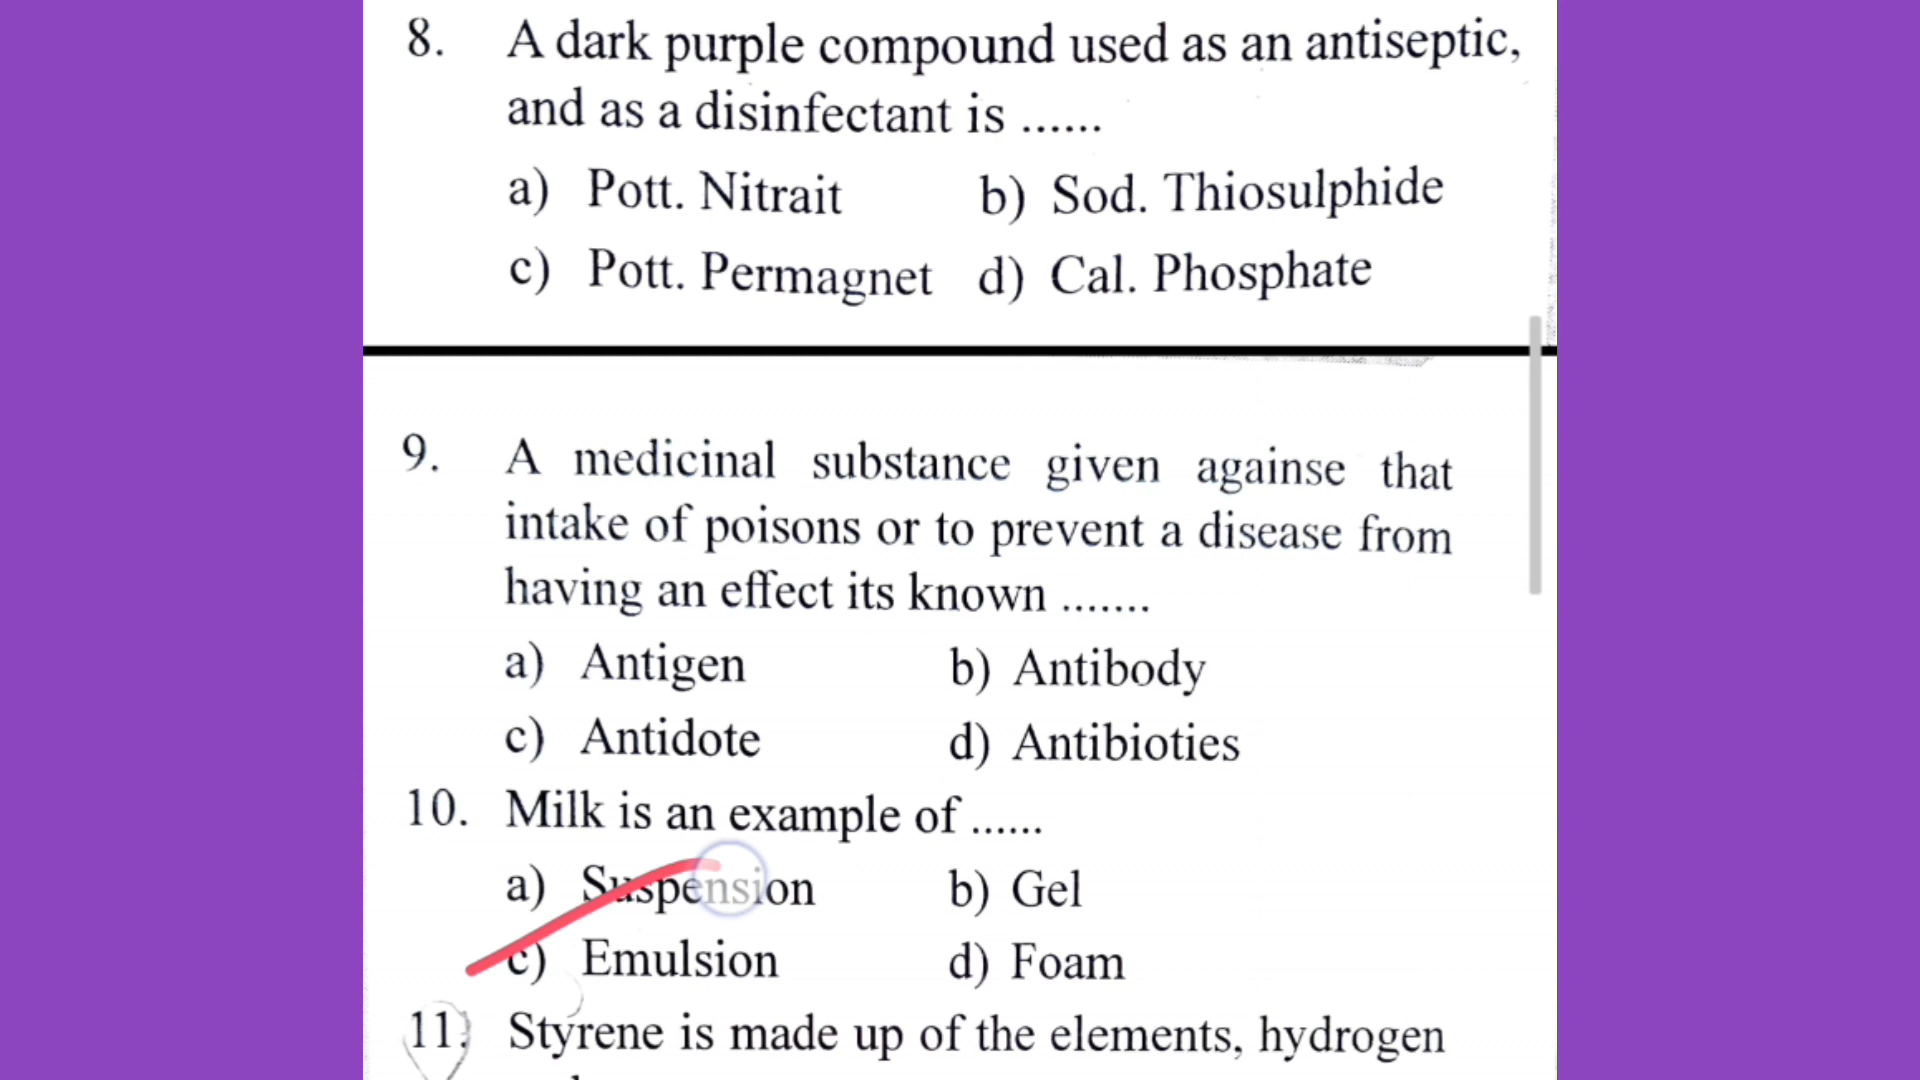 8. A dark purple compound used as an antiseptic,
and as a disinfectant is ......
a) Pott. Nitrait b) Sod. Thiosulphide
c) Pott. Permagnet d) Cal. Phosphate
9. A medicinal substance given againse that
intake of poisons or to prevent a disease from
having an effect its known .......
a) Antigen b) Antibody
c) Antidote d) Antibioties
10. Milk is an example of ......
a) Suspension b) Gel
c) Emulsion d) Foam
11. Styrene is made up of the elements, hydrogen